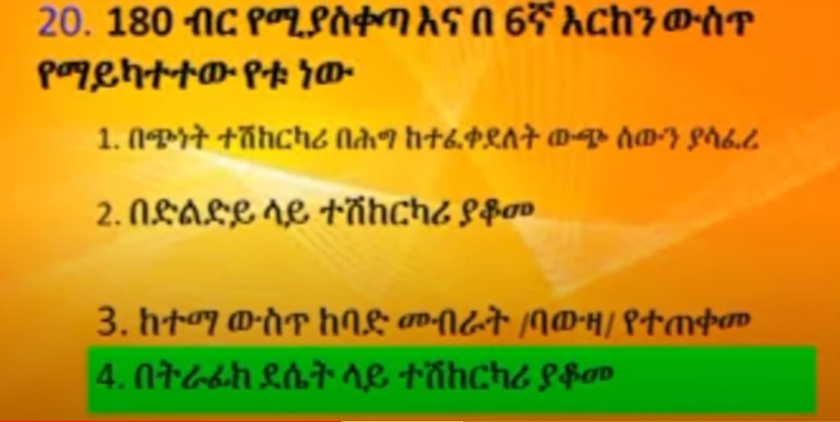 20. 180 ብር የሚያስቀጣ እና በ 6ኛ እርከን ውስጥ
የማይካተተው የቱ ነው
1. በጭነት ተሽከርካሪ በሕግ ከተፈቀደለት ውጭ ሰውን ያሳፈረ
2. በድልድይ ላይ ተሽከርካሪ ያቆመ
3. ከተማ ውስጥ ከባድ መብራት /ባውዛ/ የተጠቀመ
4. በትራፊክ ደሴት ላይ ተሽከርካሪ ያቆመ